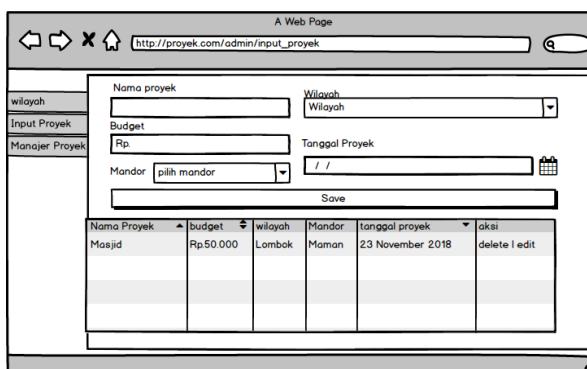 A Web Page
http://proyek.com/admin/input_proyek
wilayah
Input Proyek
Manajer Proyek
Nama proyek
Wilayah
Wilayah
Budget
Rp.
Tanggal Proyek
/ /
Mandor
pilih mandor
Save
Nama Proyek budget wilayah Mandor tanggal proyek aksi
Masjid Rp.50.000 Lombok Maman 23 November 2018 delete | edit